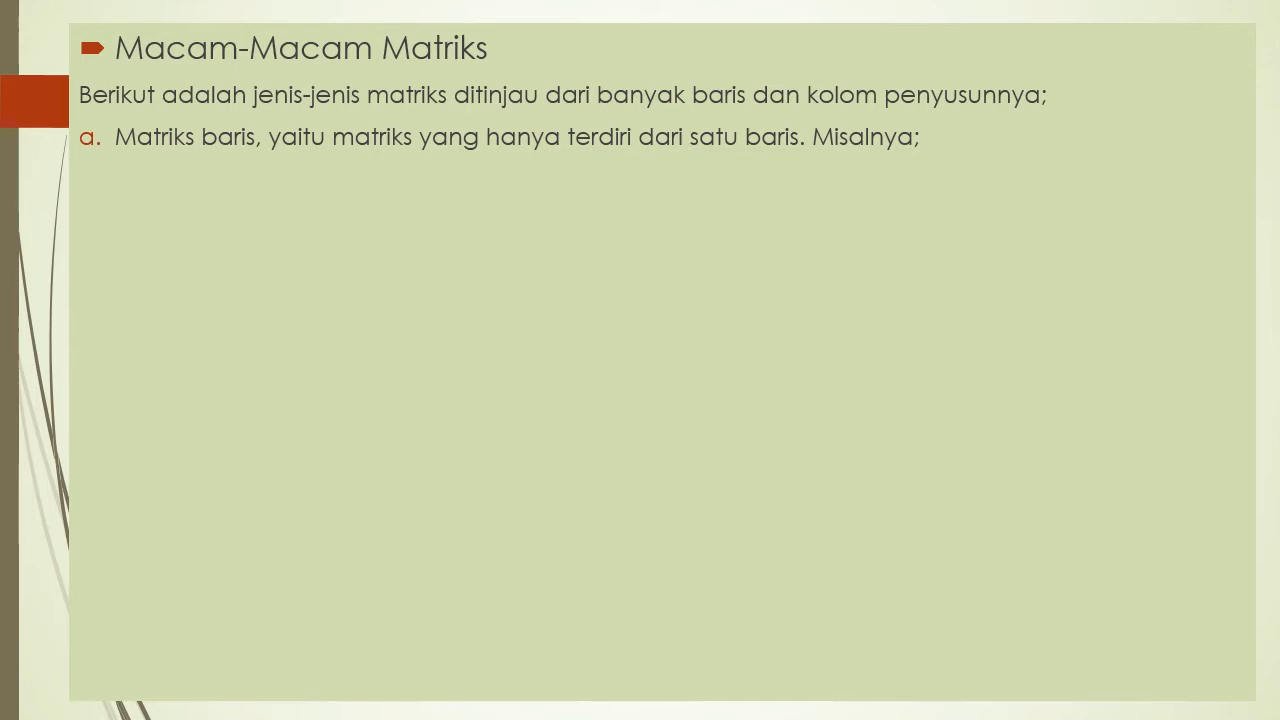 Macam-Macam Matriks
Berikut adalah jenis-jenis matriks ditinjau dari banyak baris dan kolom penyusunnya;
a. Matriks baris, yaitu matriks yang hanya terdiri dari satu baris. Misalnya;